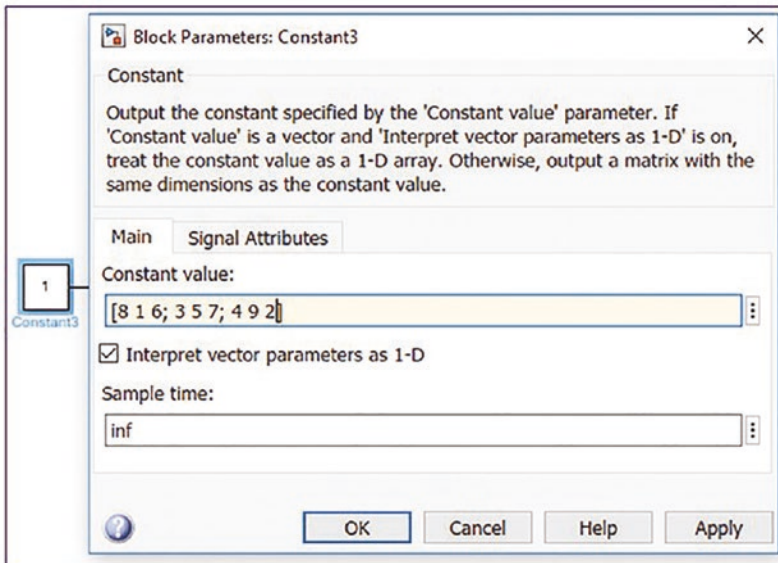 Block Parameters: Constant3
Constant
Output the constant specified by the 'Constant value' parameter. If
'Constant value' is a vector and 'Interpret vector parameters as 1-D' is on,
treat the constant value as a 1-D array. Otherwise, output a matrix with the
same dimensions as the constant value.
Main Signal Attributes
1
Constant3
Constant value:
[8 1 6; 3 5 7; 4 9 2]
Interpret vector parameters as 1-D
Sample time:
inf
OK Cancel Help Apply